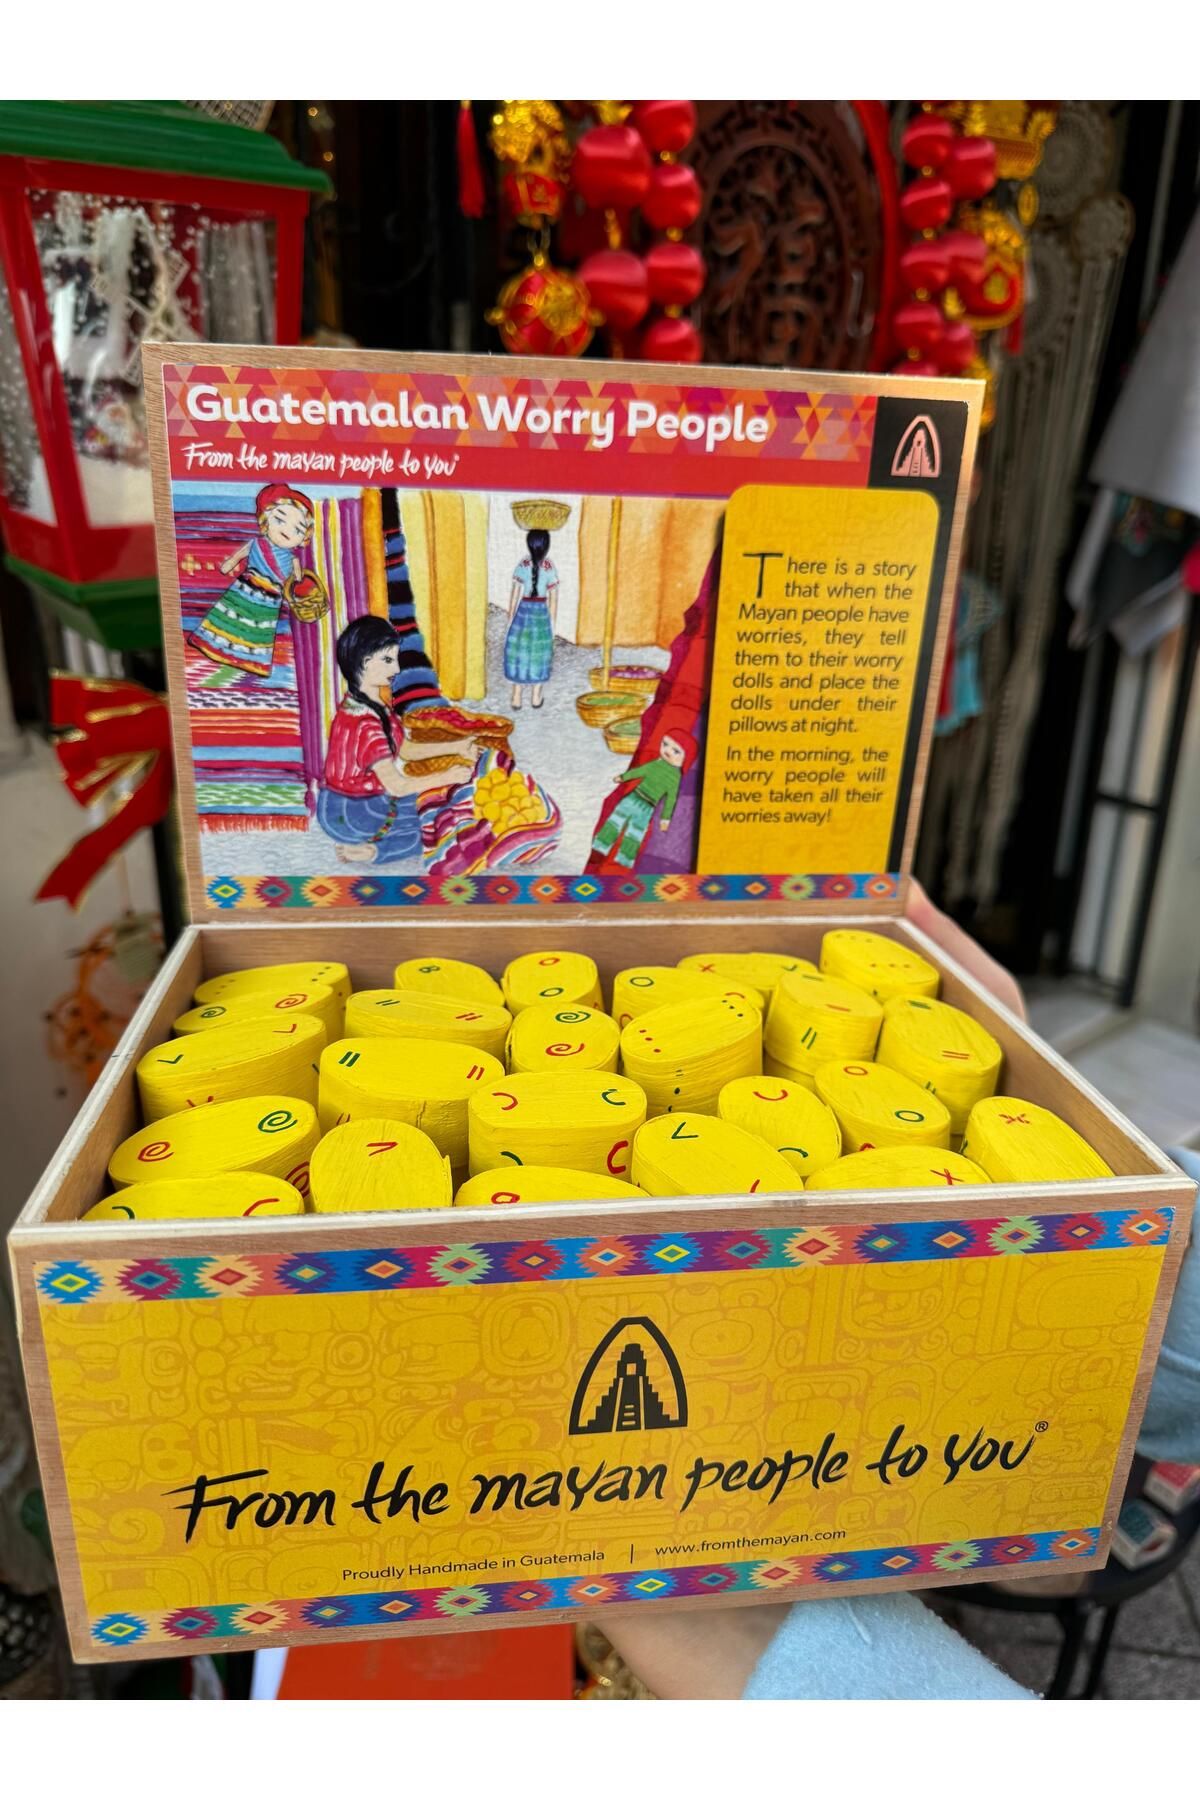 Guatemalan Worry People
From the mayan people to you®
There is a story
that when the
Mayan people have
worries, they tell
them to their worry
dolls and place the
dolls under their
pillows at night.
In the morning, the
worry people will
have taken all their
worries away!
From the mayan people to you®
Proudly Handmade in Guatemala | www.fromthemayan.com